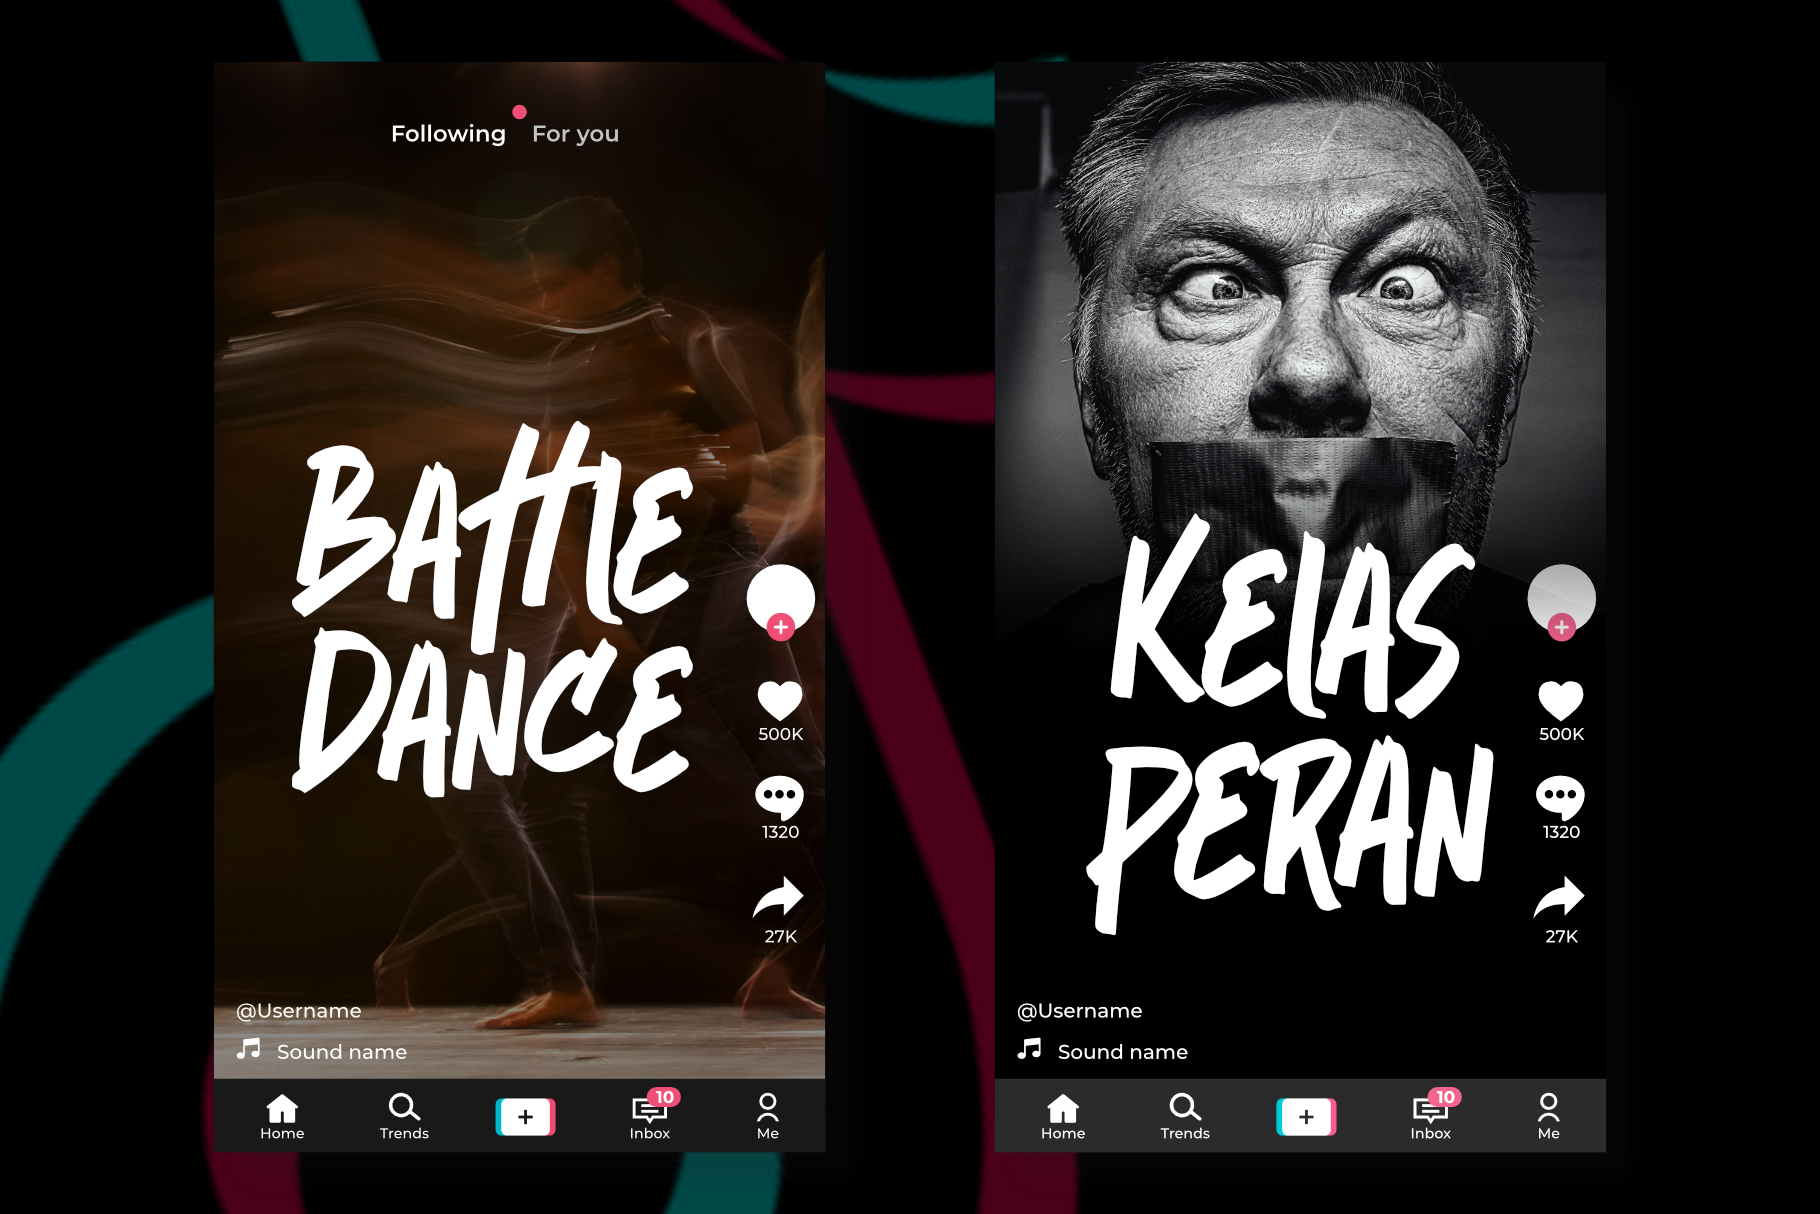 Following For you
BATTLE
DANCE
500K
1320
27K
@Username
Sound name
Home Trends Inbox 10 Me
KELAS
PERAN
500K
1320
27K
@Username
Sound name
Home Trends Inbox 10 Me